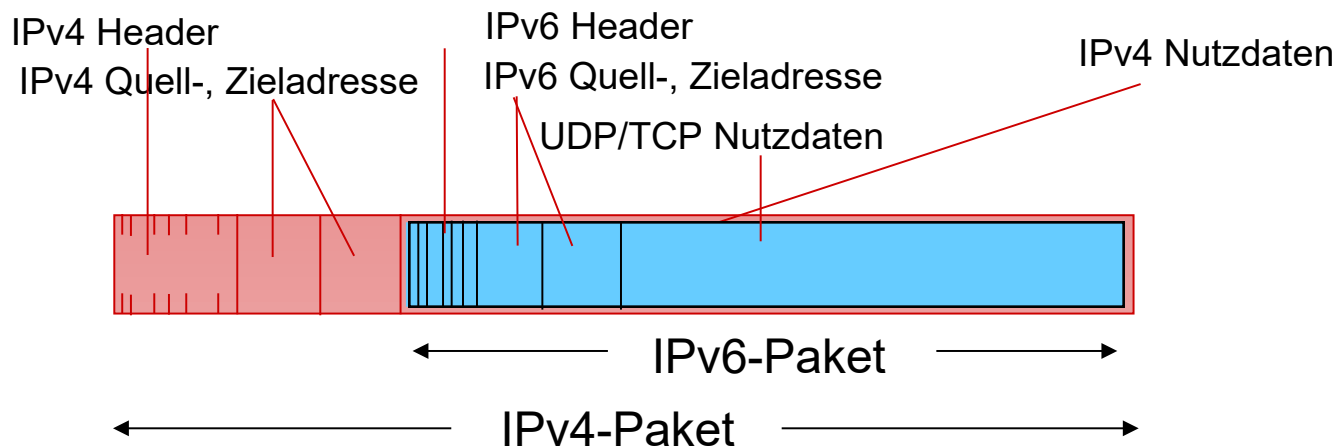 IPv4 Header
IPv4 Quell-, Zieladresse
IPv6 Header
IPv6 Quell-, Zieladresse
UDP/TCP Nutzdaten
IPv4 Nutzdaten
IPv6-Paket
IPv4-Paket